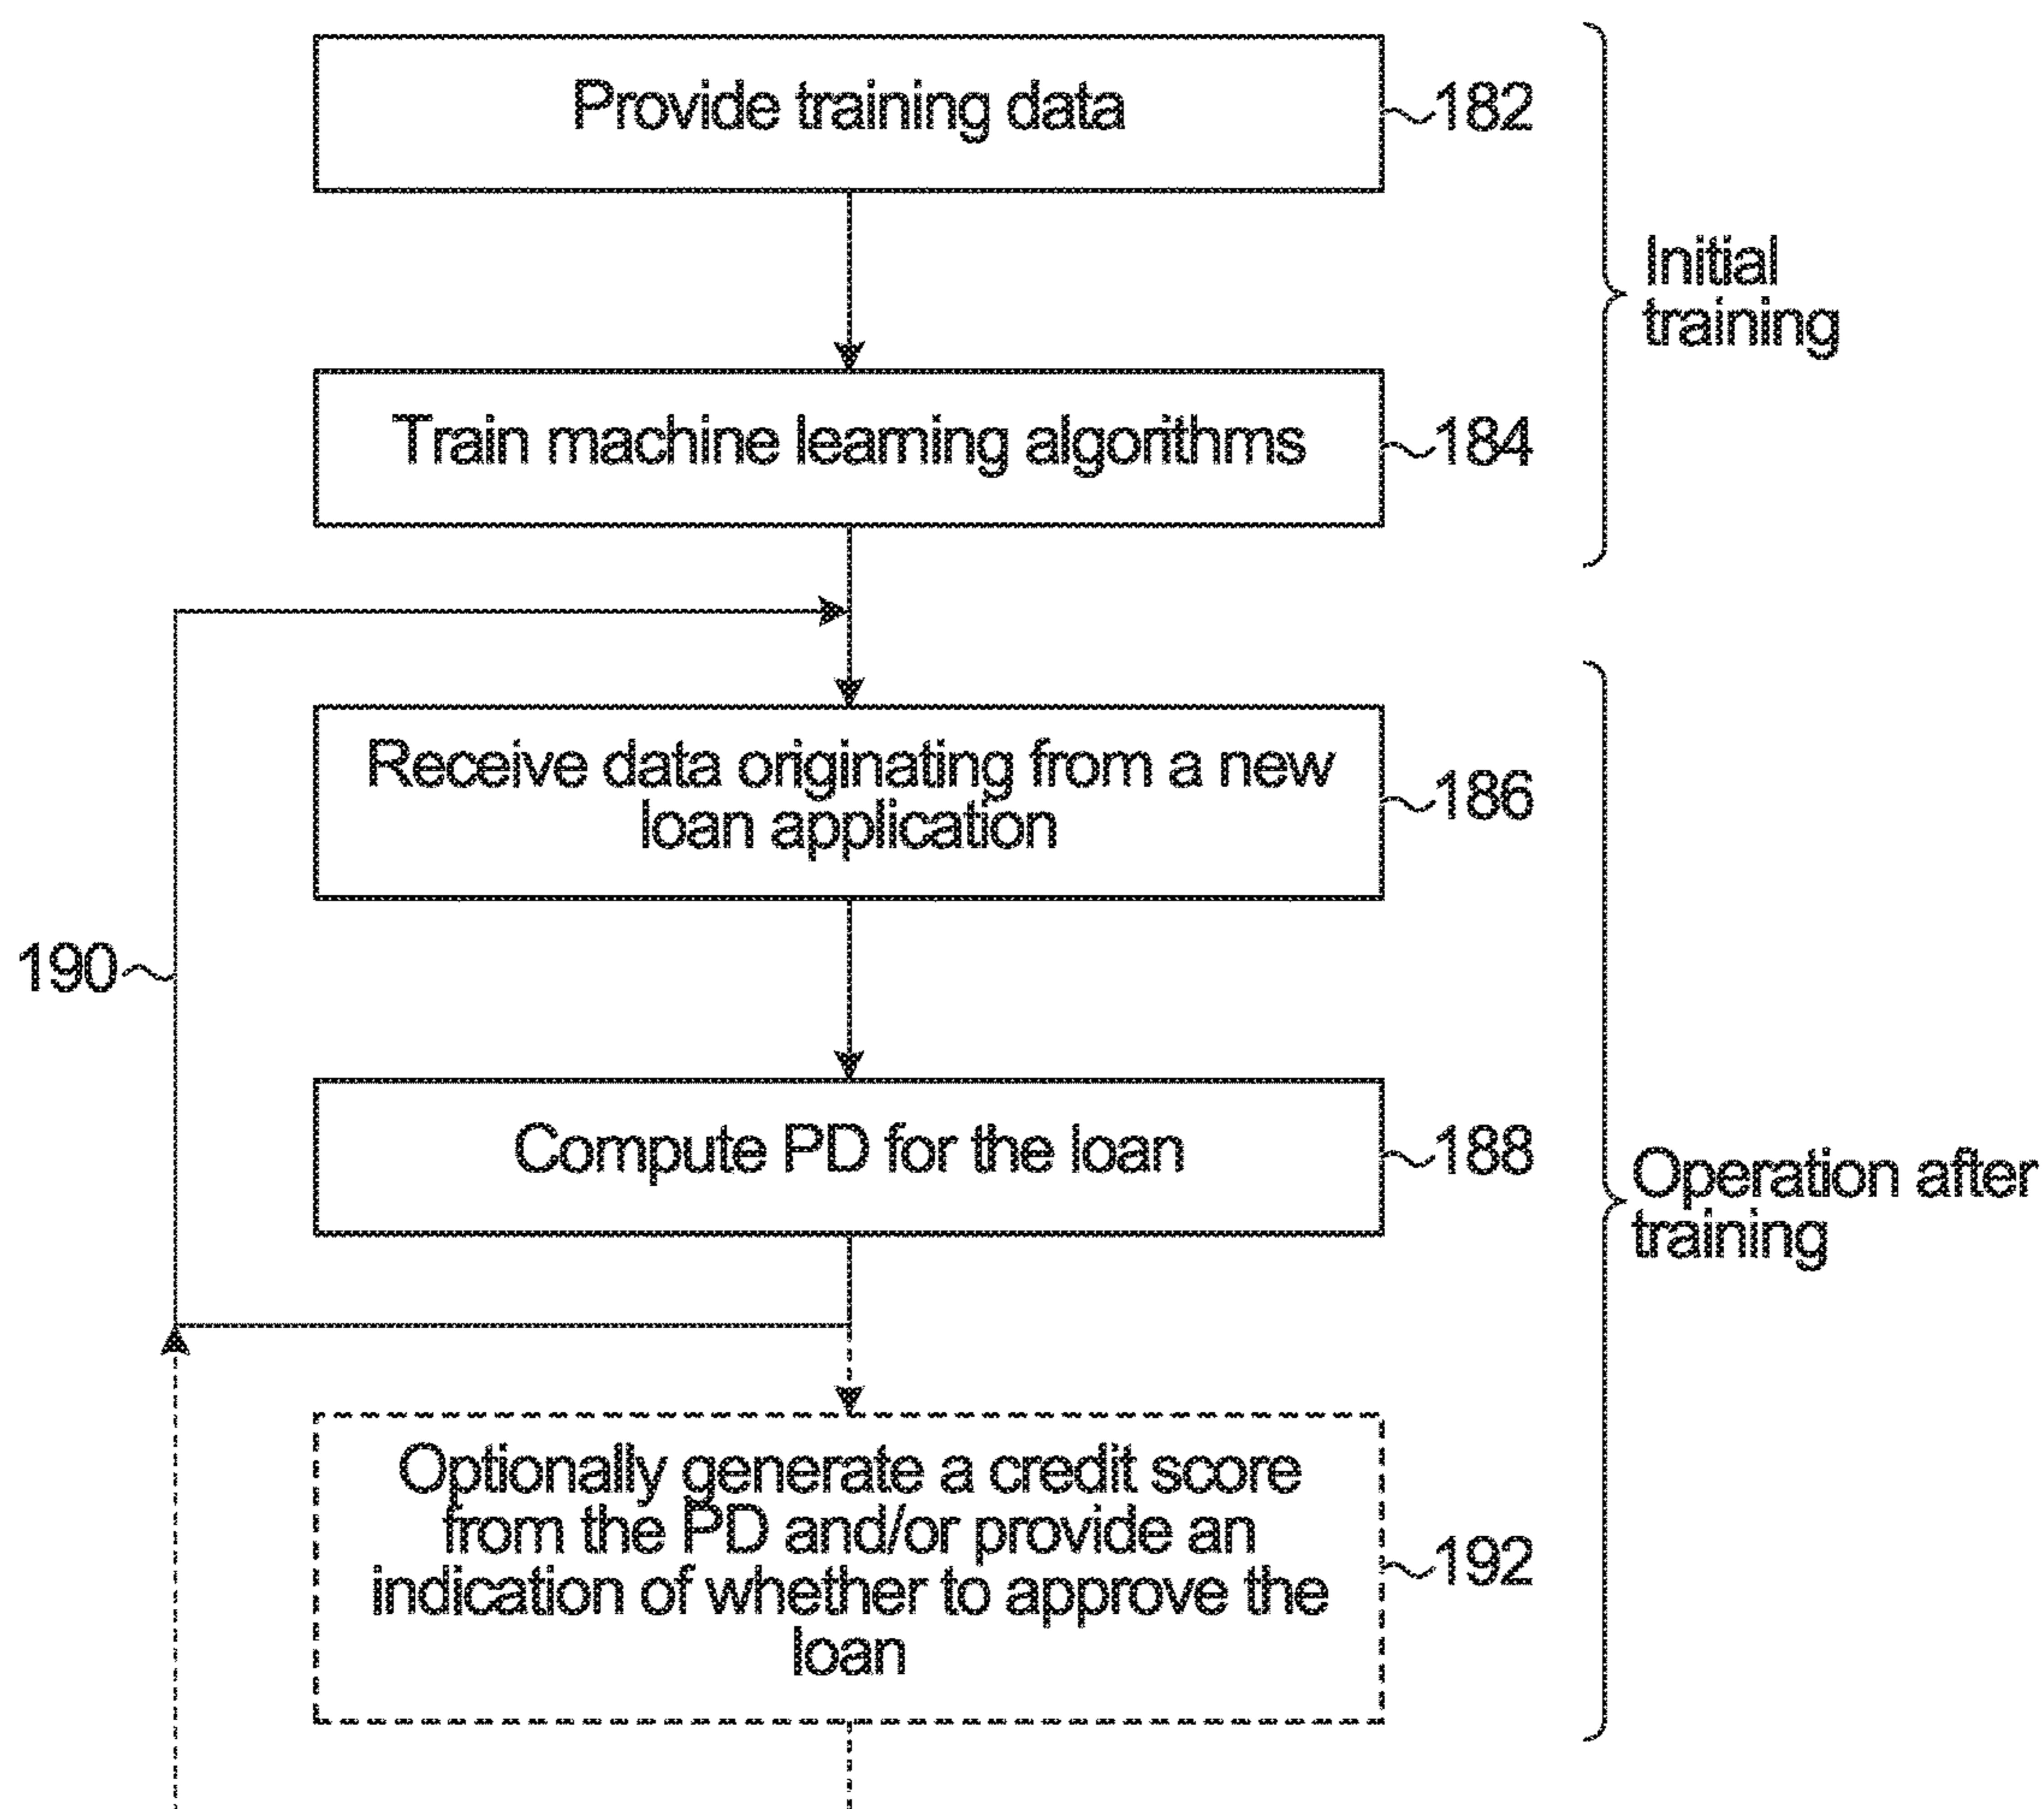 Provide training data
182
Initial
training
Train machine learning algorithms
184
Receive data originating from a new
loan application
186
190
Compute PD for the loan
188
Operation after
training
Optionally generate a credit score
from the PD and/or provide an
indication of whether to approve the
loan
192